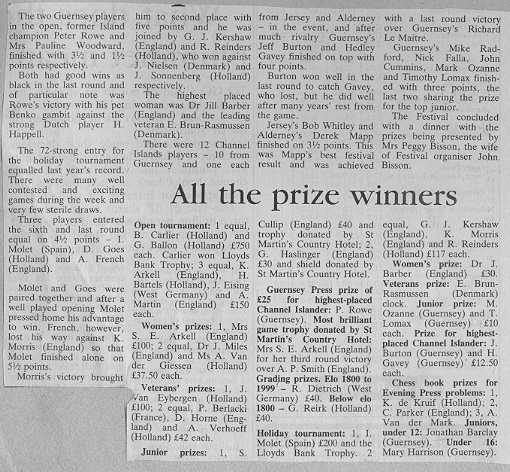 The two Guernsey players
in the open, former Island
champion Peter Rowe and
Mrs Pauline Woodward,
finished with 3½ and 1½
points respectively.
Both had good wins as
black in the last round and
of particular note was
Rowe's victory with his pet
Benko gambit against the
strong Dutch player H.
Happell.
The 72-strong entry for
the holiday tournament
equalled last year's record.
There were many well
contested and exciting
games during the week and
very few sterile draws.
Three players entered
the sixth and last round
equal on 4½ points – I.
Molet (Spain), D. Goes
(Holland) and A. French
(England).
Molet and Goes were
paired together and after a
well played opening Molet
pressed home his advantage
to win. French, however,
lost his way against K.
Morris (England) so that
Molet finished alone on
5½ points.
Morris's victory brought
him to second place with
five points and he was
joined by G. J. Kershaw
(England) and R. Reinders
(Holland), who won against
J. Nielsen (Denmark) and
J. Sonnenberg (Holland)
respectively.
The highest placed
woman was Dr Jill Barber
(England) and the leading
veteran E. Brun-Rasmussen
(Denmark).
There were 12 Channel
Islands players – 10 from
Guernsey and one each
from Jersey and Alderney
– in the event, and after
much rivalry Guernsey's
Jeff Burton and Hedley
Gavey finished on top with
four points.
Burton won well in the
last round to catch Gavey,
who lost, but he did well
after many years' rest from
the game.
Jersey's Bob Whitley and
Alderney's Derek Mapp
finished on 3½ points. This
was Mapp's best festival
result and was achieved
with a last round victory
over Guernsey's Richard
Le Maitre.
Guernsey's Mike Rad-
ford, Nick Falla, John
Cummins, Mark Ozanne
and Timothy Lomax finish-
ed with three points, the
last two sharing the prize
for the top junior.
The Festival concluded
with a dinner with the
prizes being presented by
Mrs Peggy Bisson, the wife
of Festival organiser John
Bisson.
All the prize winners
Open tournament: 1 equal,
B. Carlier (Holland) and
G. Ballon (Holland) £750
each. Carlier won Lloyds
Bank Trophy; 3 equal, K.
Arkell (England), H.
Bartels (Holland), J. Eising
(West Germany) and A.
Martin (England) £150
each.
Women's prizes: 1, Mrs
S. E. Arkell (England)
£100; 2 equal, Dr J. Miles
(England) and Ms A. Van
der Giessen (Holland)
£37.50 each.
Veterans' prizes: 1, J.
Van Eybergen (Holland)
£100; 2 equal, P. Berlacki
(France), D. Horne (Eng-
land) and A. Verhoeff
(Holland) £42 each.
Junior prizes: 1, S.
Cullip (England) £40 and
trophy donated by St
Martin's Country Hotel; 2,
G. Haslinger (England)
£30 and shield donated by
St Martin's Country Hotel.
Guernsey Press prize of
£25 for highest-placed
Channel Islander: P. Rowe
(Guernsey). Most brilliant
game trophy donated by St
Martin's Country Hotel:
Mrs S. E. Arkell (England)
for her third round victory
over A. P. Smith (England).
Grading prizes. Elo 1800 to
1999 – R. Dietrich (West
Germany) £40. Below elo
1800 – G. Reirk (Holland)
£40.
Holiday tournament: 1, I.
Molet (Spain) £200 and the
Lloyds Bank Trophy. 2
equal, G. J. Kershaw
(England), K. Morris
(England) and R. Reinders
(Holland) £117 each.
Women's prize: Dr J.
Barber (England) £30.
Veterans prize: E. Brun-
Rasmussen (Denmark)
clock. Junior prize: M.
Ozanne (Guernsey) and T.
Lomax (Guernsey) £10
each. Prize for highest-
placed Channel Islander: J.
Burton (Guernsey) and H.
Gavey (Guernsey) £12.50
each.
Chess book prizes for
Evening Press problems: 1,
K. de Kruif (Holland); 2,
C. Parker (England); 3, A.
Van der Mark. Juniors,
under 12: Jonathan Barclay
(Guernsey). Under 16:
Mary Harrison (Guernsey).